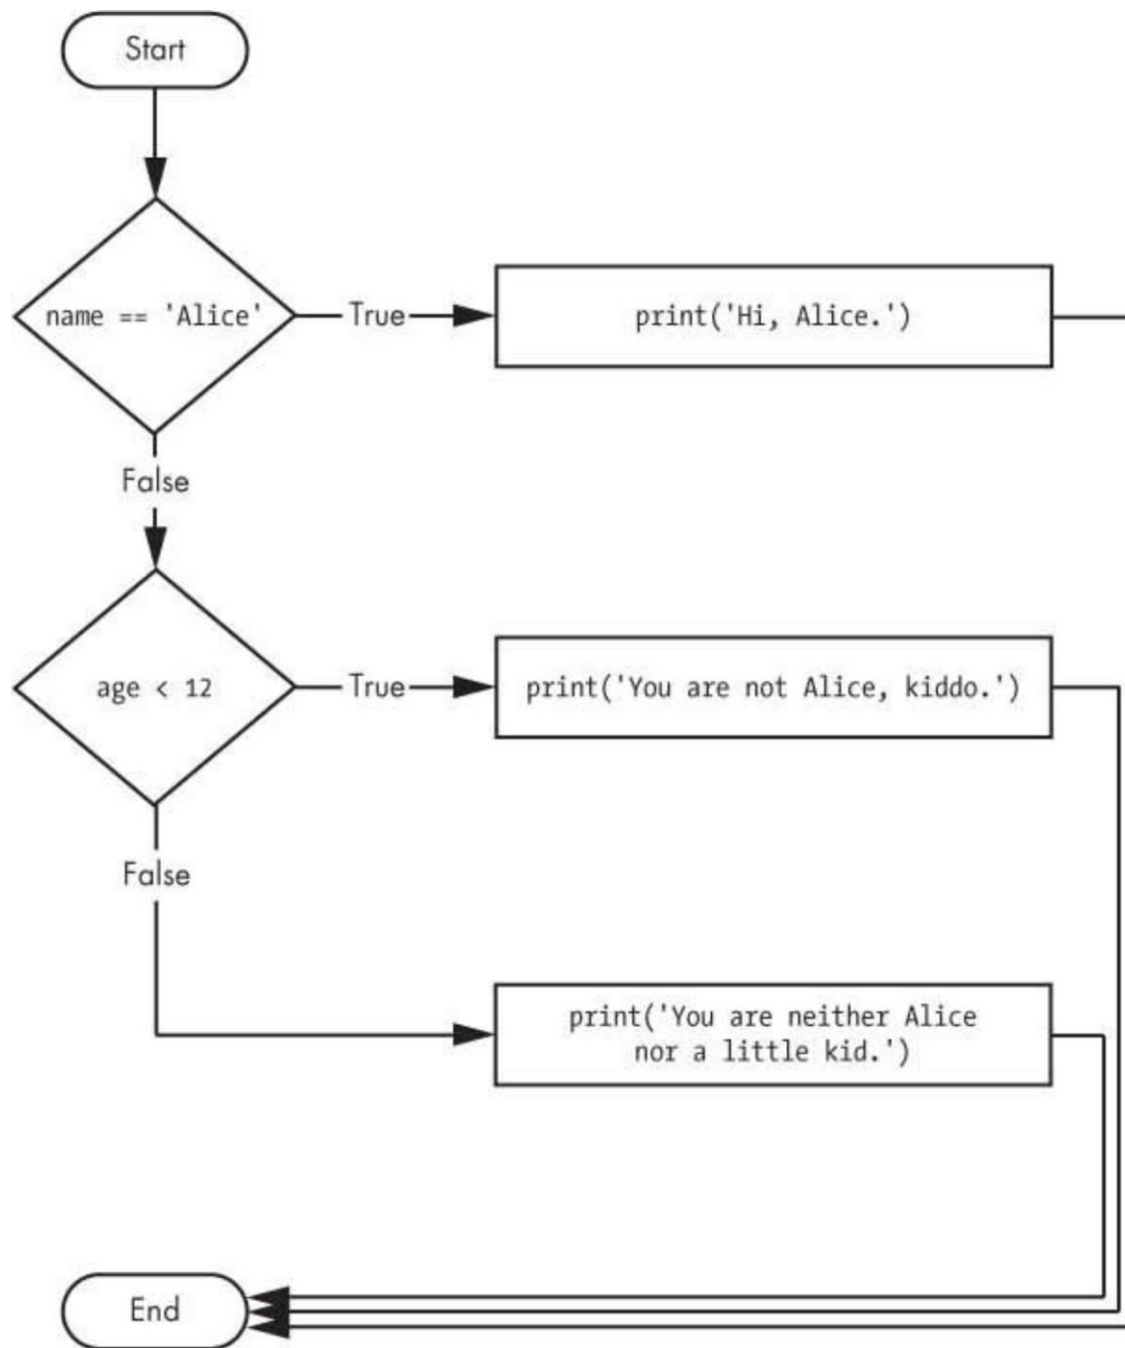 Start
name == 'Alice'
True
print('Hi, Alice.')
False
age < 12
True
print('You are not Alice, kiddo.')
False
print('You are neither Alice
nor a little kid.')
End